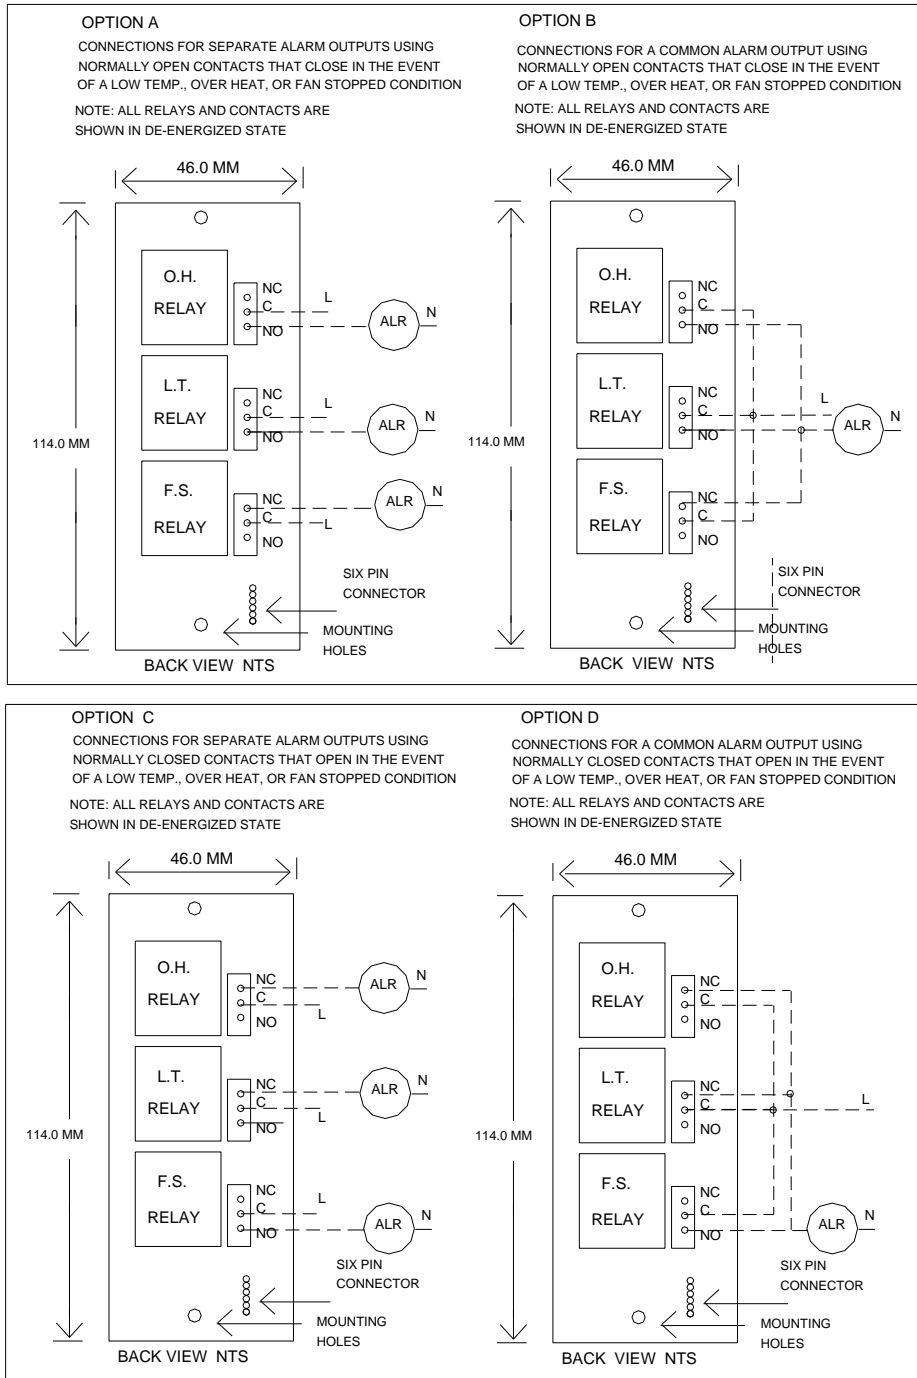 OPTION A
CONNECTIONS FOR SEPARATE ALARM OUTPUTS USING
NORMALLY OPEN CONTACTS THAT CLOSE IN THE EVENT
OF A LOW TEMP., OVER HEAT, OR FAN STOPPED CONDITION
NOTE: ALL RELAYS AND CONTACTS ARE
SHOWN IN DE-ENERGIZED STATE
46.0 MM
114.0 MM
O.H.
RELAY
NC
C
NO
L
ALR
N
L.T.
RELAY
NC
C
NO
L
ALR
N
F.S.
RELAY
NC
C
NO
L
ALR
N
SIX PIN
CONNECTOR
MOUNTING
HOLES
BACK VIEW NTS
OPTION B
CONNECTIONS FOR A COMMON ALARM OUTPUT USING
NORMALLY OPEN CONTACTS THAT CLOSE IN THE EVENT
OF A LOW TEMP., OVER HEAT, OR FAN STOPPED CONDITION
NOTE: ALL RELAYS AND CONTACTS ARE
SHOWN IN DE-ENERGIZED STATE
46.0 MM
114.0 MM
O.H.
RELAY
NC
C
NO
L.T.
RELAY
NC
C
NO
L
ALR
N
F.S.
RELAY
NC
C
NO
SIX PIN
CONNECTOR
MOUNTING
HOLES
BACK VIEW NTS
OPTION C
CONNECTIONS FOR SEPARATE ALARM OUTPUTS USING
NORMALLY CLOSED CONTACTS THAT OPEN IN THE EVENT
OF A LOW TEMP., OVER HEAT, OR FAN STOPPED CONDITION
NOTE: ALL RELAYS AND CONTACTS ARE
SHOWN IN DE-ENERGIZED STATE
46.0 MM
114.0 MM
O.H.
RELAY
NC
C
NO
L
ALR
N
L.T.
RELAY
NC
C
NO
L
ALR
N
F.S.
RELAY
NC
C
NO
L
ALR
N
SIX PIN
CONNECTOR
MOUNTING
HOLES
BACK VIEW NTS
OPTION D
CONNECTIONS FOR A COMMON ALARM OUTPUT USING
NORMALLY CLOSED CONTACTS THAT OPEN IN THE EVENT
OF A LOW TEMP., OVER HEAT, OR FAN STOPPED CONDITION
NOTE: ALL RELAYS AND CONTACTS ARE
SHOWN IN DE-ENERGIZED STATE
46.0 MM
114.0 MM
O.H.
RELAY
NC
C
NO
L.T.
RELAY
NC
C
NO
L
F.S.
RELAY
NC
C
NO
ALR
N
SIX PIN
CONNECTOR
MOUNTING
HOLES
BACK VIEW NTS